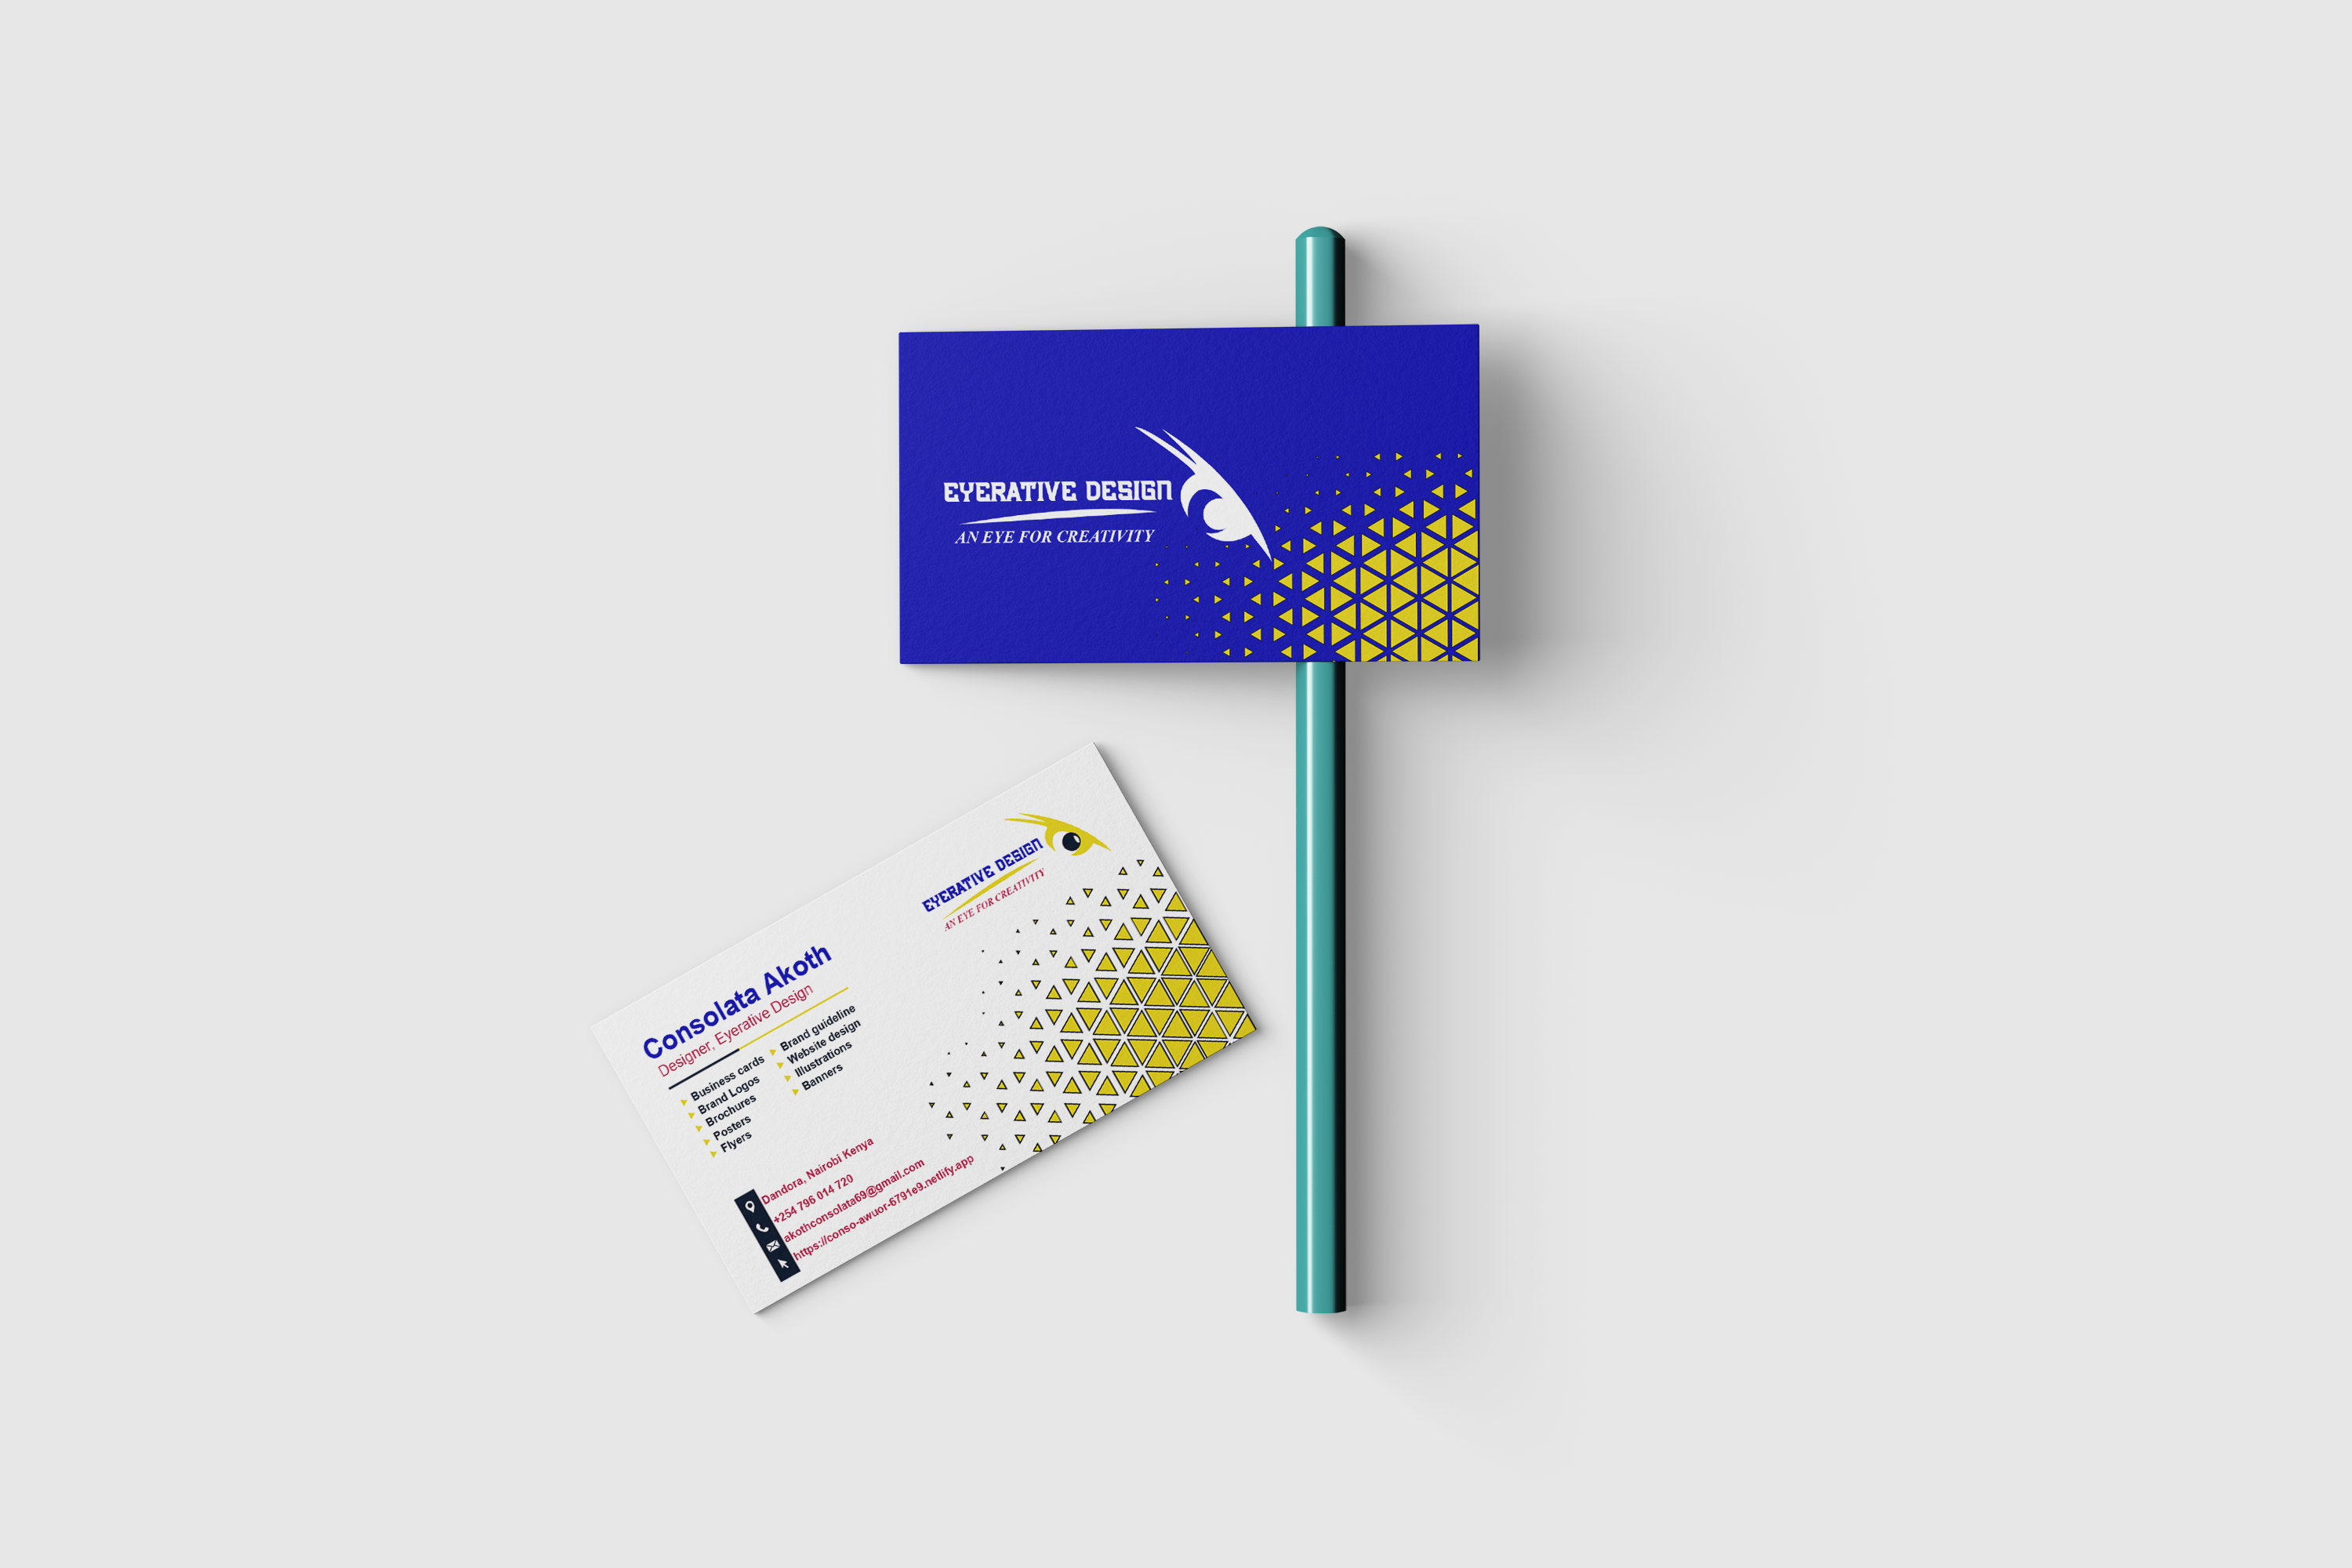 EYERATIVE DESIGN
AN EYE FOR CREATIVITY
EYERATIVE DESIGN
AN EYE FOR CREATIVITY
Consolata Akoth
Designer, Eyerative Design
Business cards
Brand Logos
Brochures
Posters
Flyers
Brand guideline
Website design
Illustrations
Banners
Dandora, Nairobi Kenya
+254 796 014 720
akothconsolata69@gmail.com
https://conso-awuor-6791e9.netlify.app